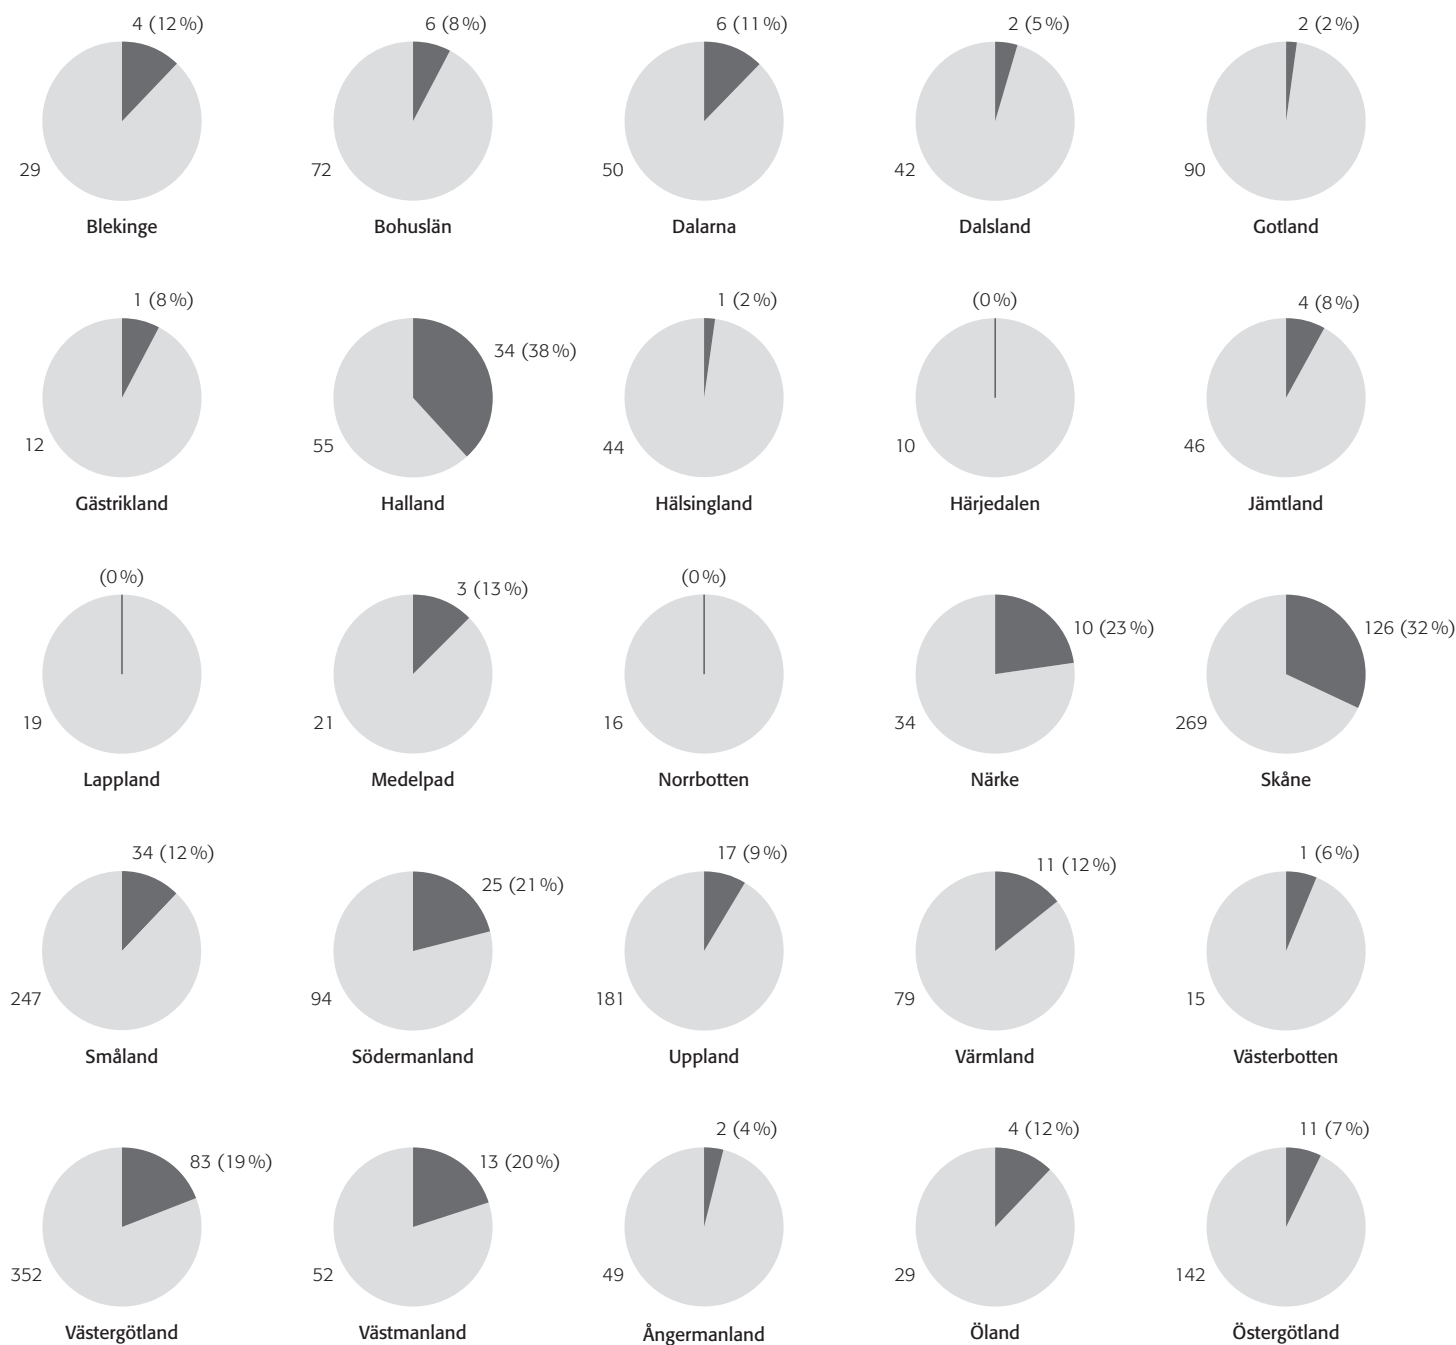 4 (12 %)
29
Blekinge
6 (8 %)
72
Bohuslän
6 (11 %)
50
Dalarna
2 (5 %)
42
Dalsland
2 (2 %)
90
Gotland
1 (8 %)
12
Gästrikland
34 (38 %)
55
Halland
1 (2 %)
44
Hälsingland
(0 %)
10
Härjedalen
4 (8 %)
46
Jämtland
(0 %)
19
Lappland
3 (13 %)
21
Medelpad
(0 %)
16
Norrbotten
10 (23 %)
34
Närke
126 (32 %)
269
Skåne
34 (12 %)
247
Småland
25 (21 %)
94
Södermanland
17 (9 %)
181
Uppland
11 (12 %)
79
Värmland
1 (6 %)
15
Västerbotten
83 (19 %)
352
Västergötland
13 (20 %)
52
Västmanland
2 (4 %)
49
Ångermanland
4 (12 %)
29
Öland
11 (7 %)
142
Östergötland